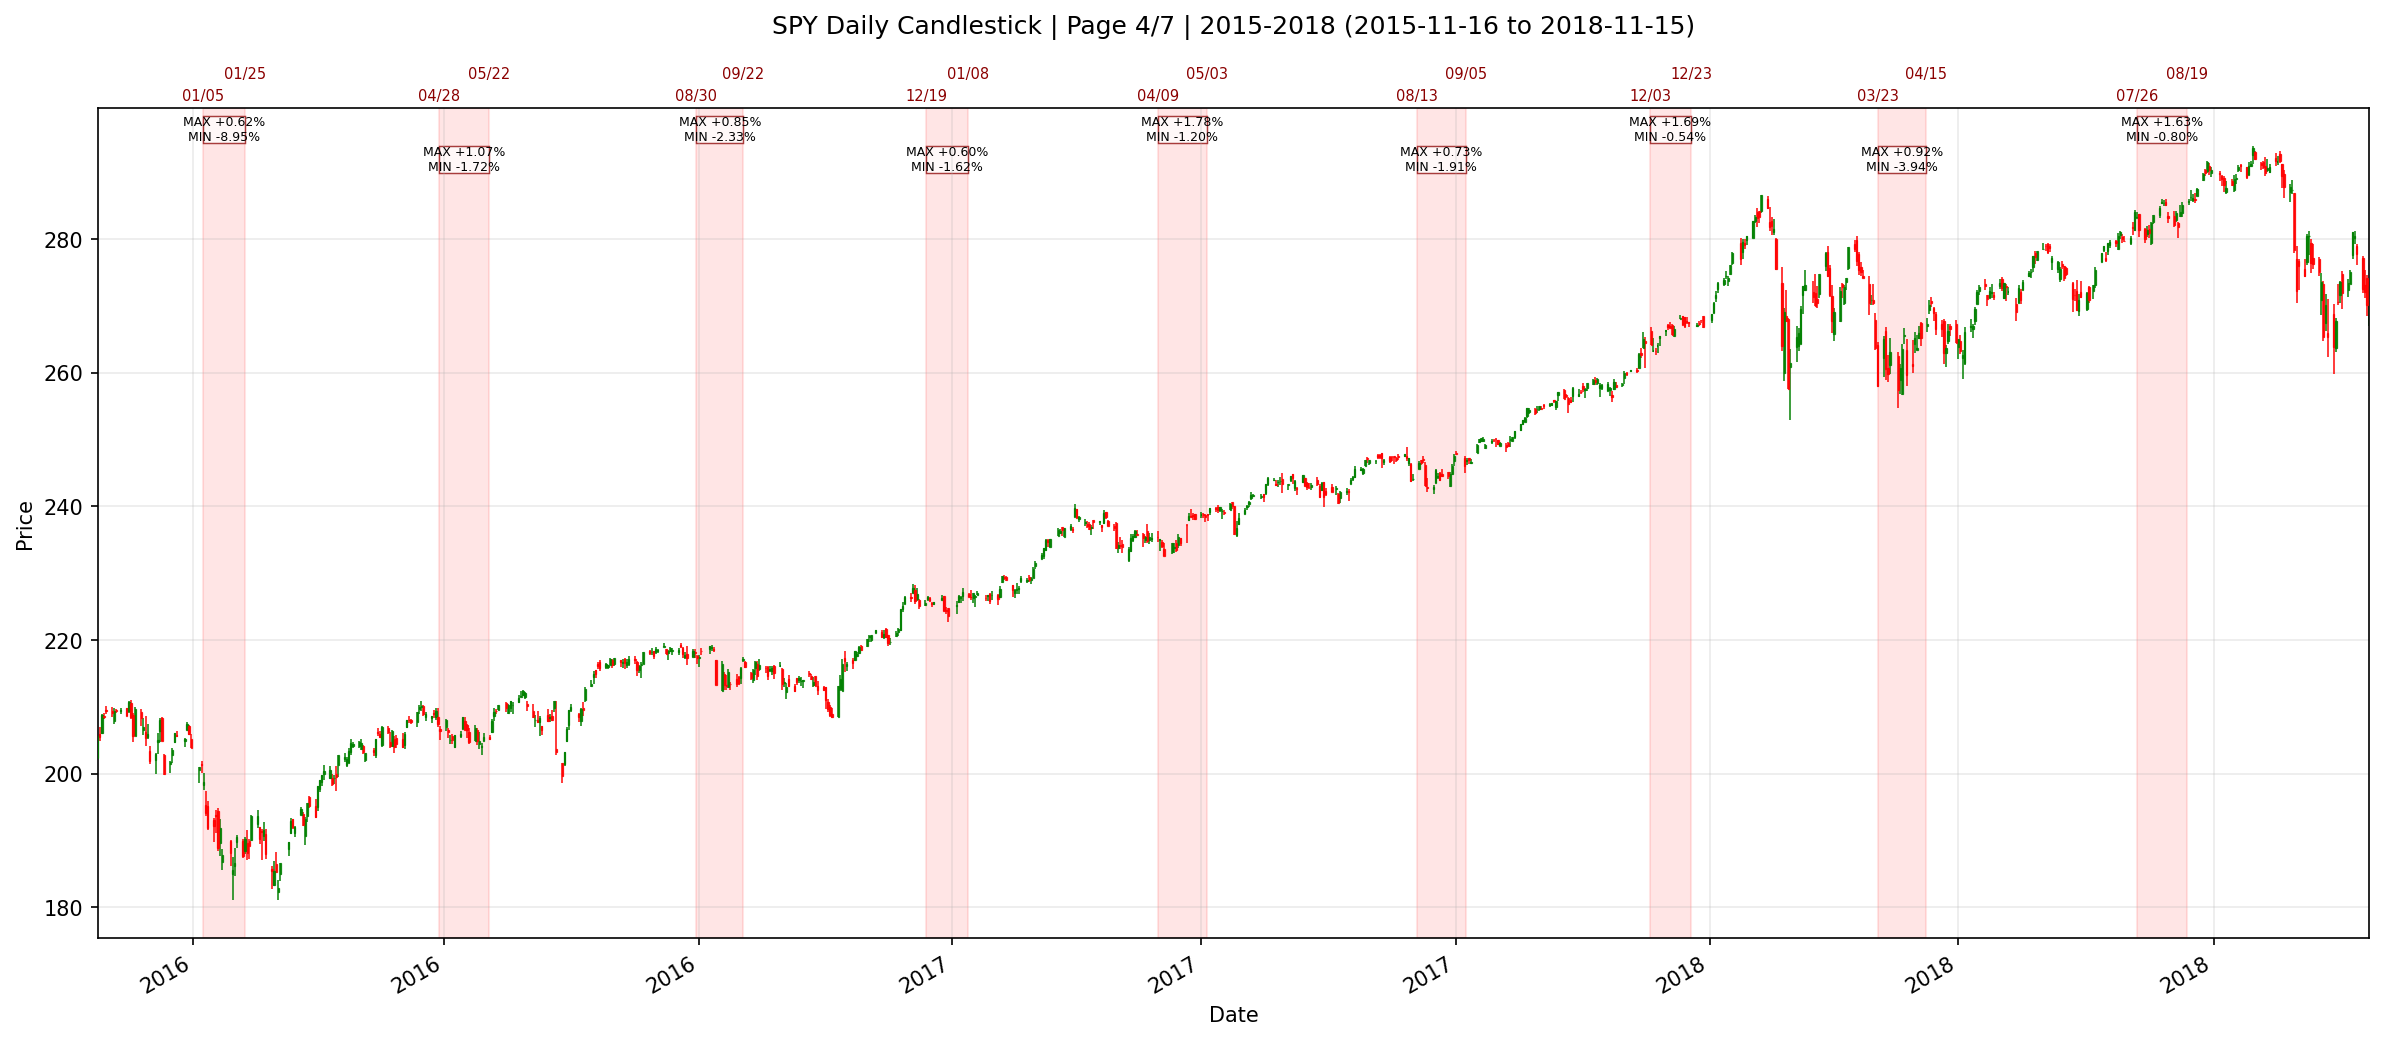 SPY Daily Candlestick | Page 4/7 | 2015-2018 (2015-11-16 to 2018-11-15)
01/25 05/22 09/22 01/08 05/03 09/05 12/23 04/15 08/19
01/05 04/28 08/30 12/19 04/09 08/13 12/03 03/23 07/26
MAX +0.62% MAX +0.85% MAX +1.78% MAX +1.69% MAX +1.63%
MIN -8.95% MIN -2.33% MIN -1.20% MIN -0.54% MIN -0.80%
MAX +1.07% MAX +0.60% MAX +0.73% MAX +0.92%
MIN -1.72% MIN -1.62% MIN -1.91% MIN -3.94%
280
260
240
220
200
180
Price
2016 2016 2016 2017 2017 2017 2018 2018 2018
Date